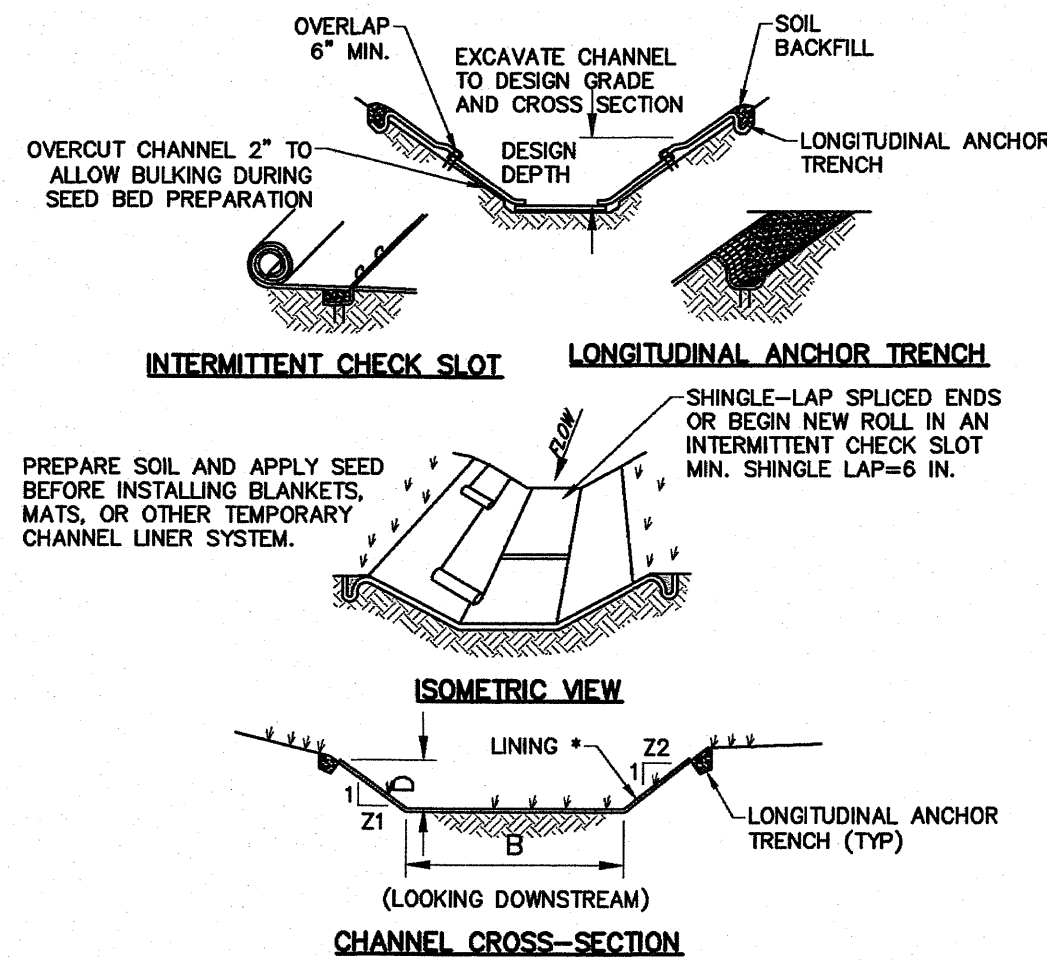 OVERLAP
6" MIN.
EXCAVATE CHANNEL
TO DESIGN GRADE
AND CROSS SECTION
SOIL
BACKFILL
OVERCUT CHANNEL 2" TO
ALLOW BULKING DURING
SEED BED PREPARATION
DESIGN
DEPTH
LONGITUDINAL ANCHOR
TRENCH
INTERMITTENT CHECK SLOT
LONGITUDINAL ANCHOR TRENCH
PREPARE SOIL AND APPLY SEED
BEFORE INSTALLING BLANKETS,
MATS, OR OTHER TEMPORARY
CHANNEL LINER SYSTEM.
FLOW
SHINGLE-LAP SPLICED ENDS
OR BEGIN NEW ROLL IN AN
INTERMITTENT CHECK SLOT
MIN. SHINGLE LAP=6 IN.
ISOMETRIC VIEW
LINING *
1
Z1
D
1
Z2
B
LONGITUDINAL ANCHOR
TRENCH (TYP)
(LOOKING DOWNSTREAM)
CHANNEL CROSS-SECTION